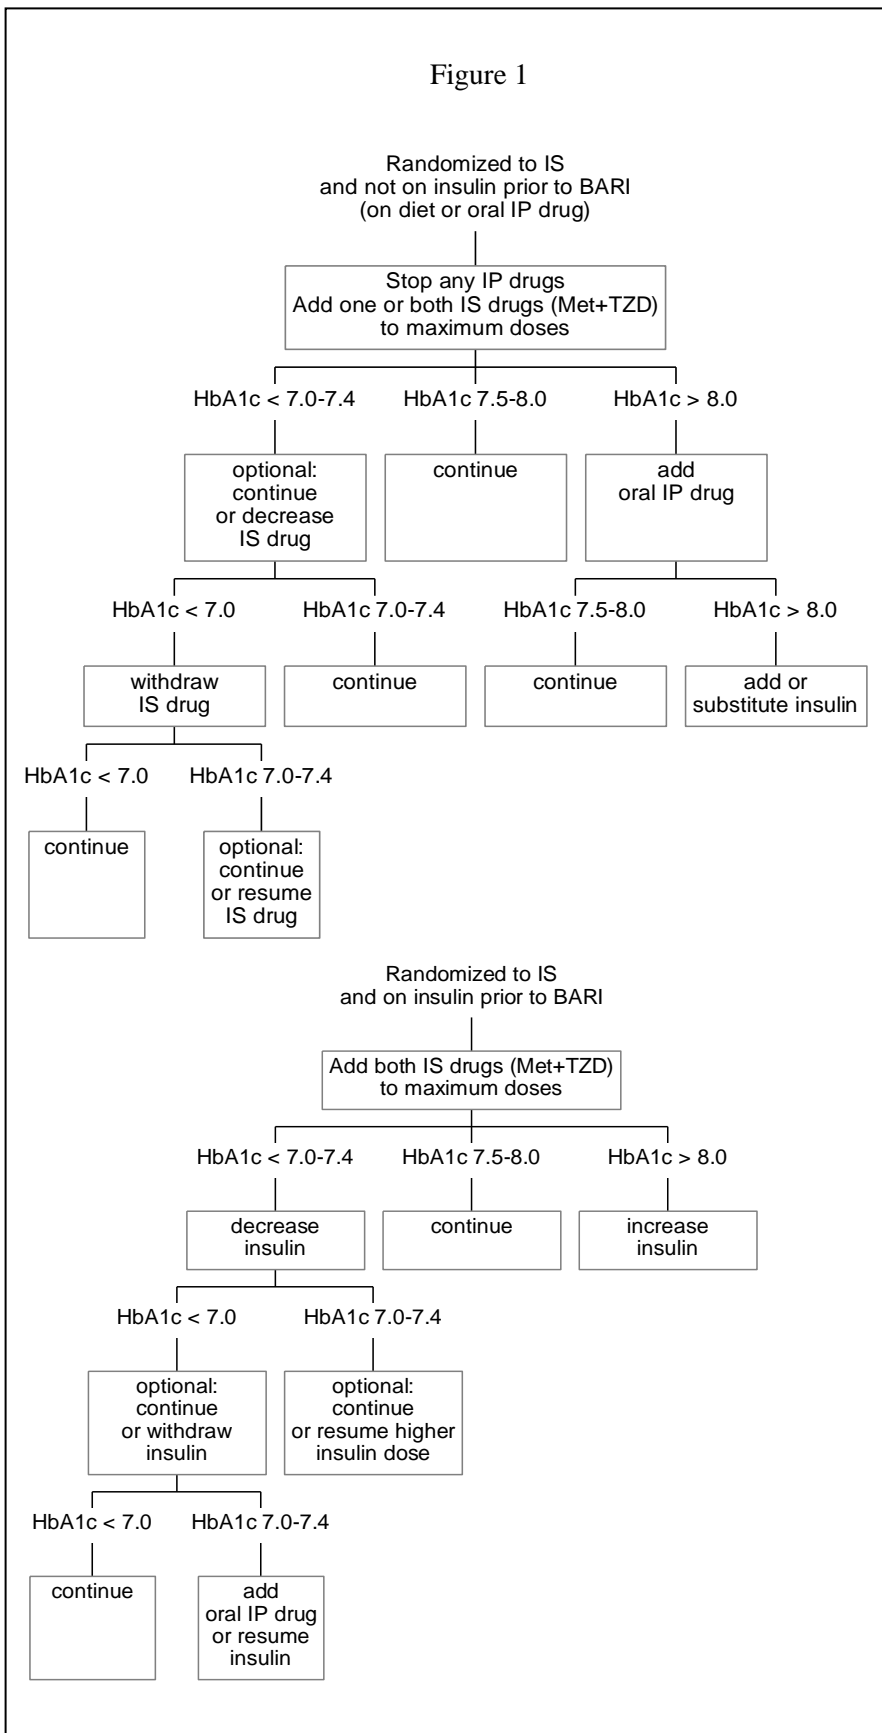 Figure 1
Randomized to IS
and not on insulin prior to BARI
(on diet or oral IP drug)
Stop any IP drugs
Add one or both IS drugs (Met+TZD)
to maximum doses
HbA1c < 7.0-7.4
HbA1c 7.5-8.0
HbA1c > 8.0
optional:
continue
or decrease
IS drug
continue
add
oral IP drug
HbA1c < 7.0
HbA1c 7.0-7.4
HbA1c 7.5-8.0
HbA1c > 8.0
withdraw
IS drug
continue
continue
add or
substitute insulin
HbA1c < 7.0
HbA1c 7.0-7.4
continue
optional:
continue
or resume
IS drug
Randomized to IS
and on insulin prior to BARI
Add both IS drugs (Met+TZD)
to maximum doses
HbA1c < 7.0-7.4
HbA1c 7.5-8.0
HbA1c > 8.0
decrease
insulin
continue
increase
insulin
HbA1c < 7.0
HbA1c 7.0-7.4
optional:
continue
or withdraw
insulin
optional:
continue
or resume higher
insulin dose
HbA1c < 7.0
HbA1c 7.0-7.4
continue
add
oral IP drug
or resume
insulin